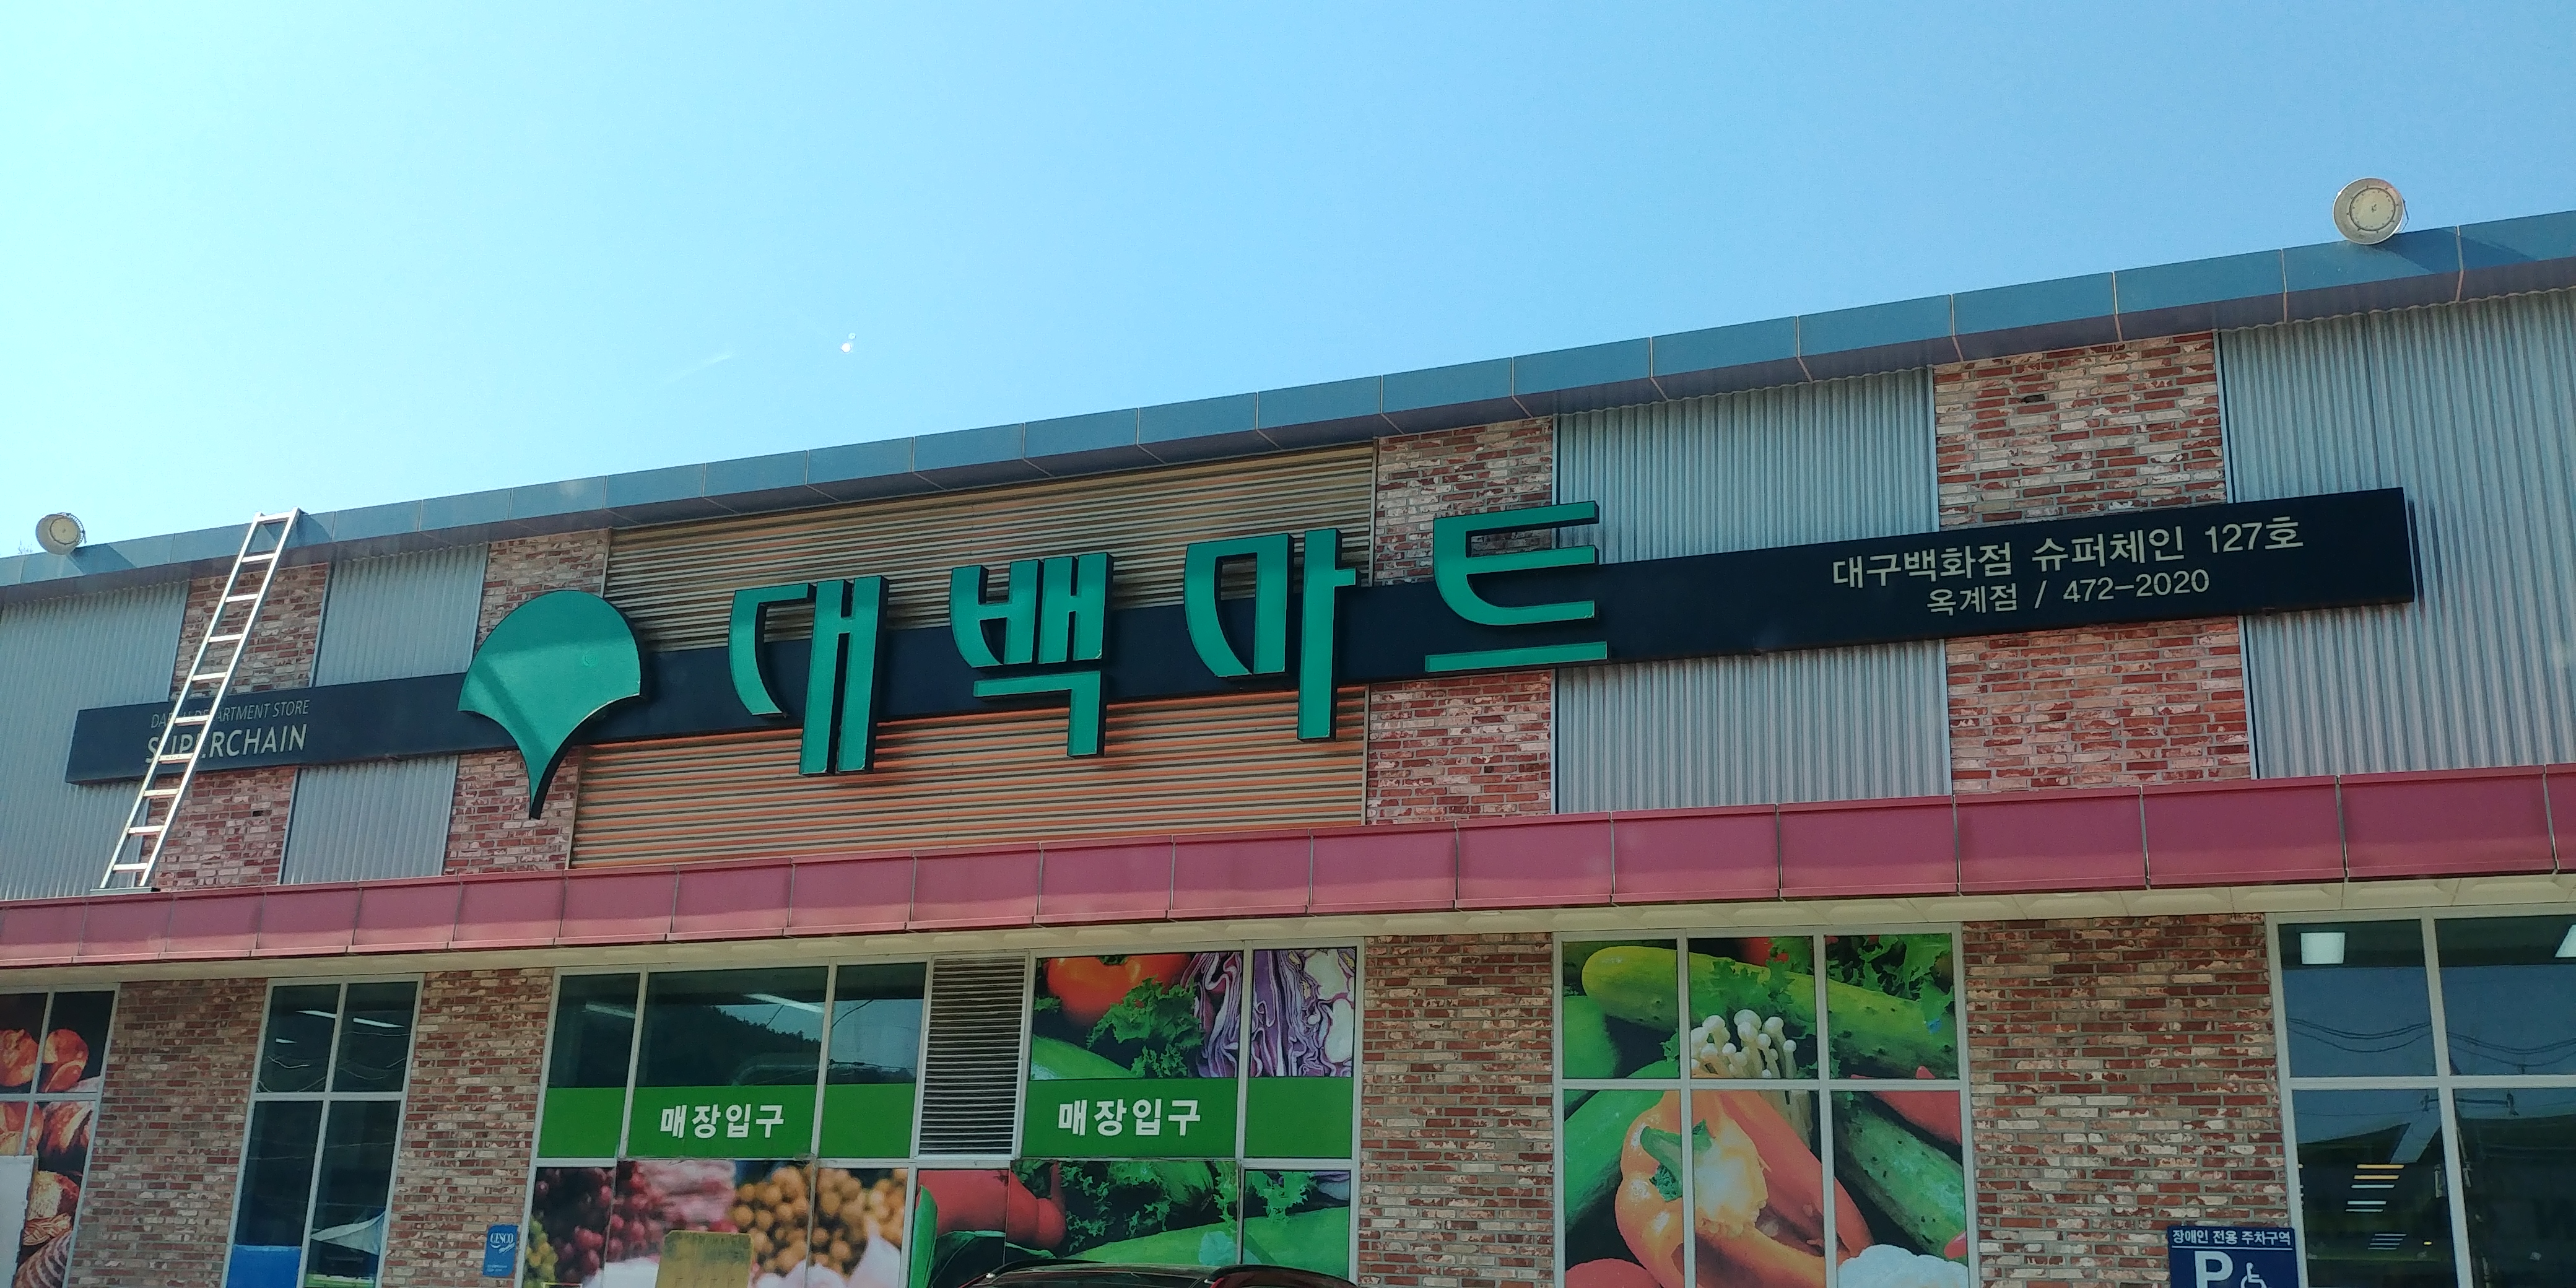 대백마트
대구백화점 슈퍼체인 127호
옥계점 / 472-2020
DAEGU DEPARTMENT STORE
SUPERCHAIN
매장입구
매장입구
CESCO
장애인 전용 주차구역
P